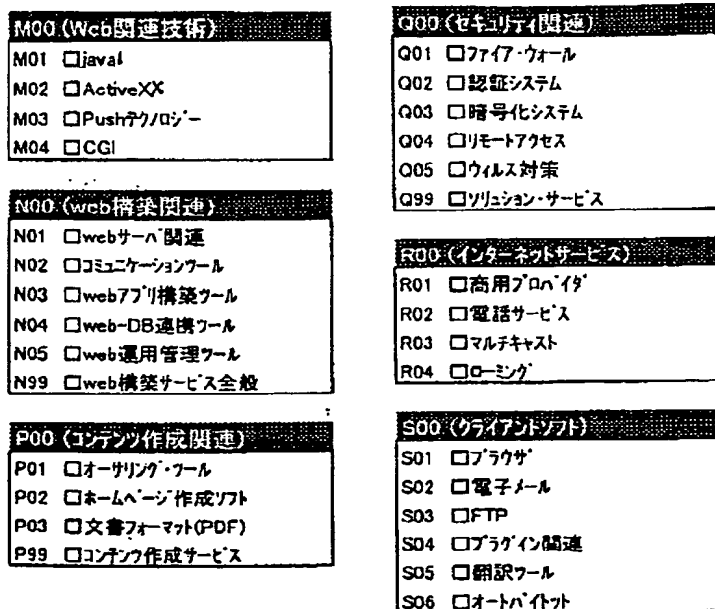 M00 (Web関連技術)
M01 □java
M02 □ActiveXX
M03 □Pushテクノロジー
M04 □CGI
N00 (web構築関連)
N01 □webサーバ関連
N02 □コミュニケーションツール
N03 □webアプリ構築ツール
N04 □web-DB連携ツール
N05 □web運用管理ツール
N99 □web構築サービス全般
P00 (コンテンツ作成関連)
P01 □オーサリング・ツール
P02 □ホームページ作成ソフト
P03 □文書フォーマット(PDF)
P99 □コンテンツ作成サービス
Q00 (セキュリティ関連)
Q01 □ファイア・ウォール
Q02 □認証システム
Q03 □暗号化システム
Q04 □リモートアクセス
Q05 □ウィルス対策
Q99 □ソリュション・サービス
R00 (インターネットサービス)
R01 □商用プロバイダ
R02 □電話サービス
R03 □マルチキャスト
R04 □ローミング
S00 (クライアントソフト)
S01 □ブラウザ
S02 □電子メール
S03 □FTP
S04 □プラグイン関連
S05 □翻訳ツール
S06 □オートパイトット